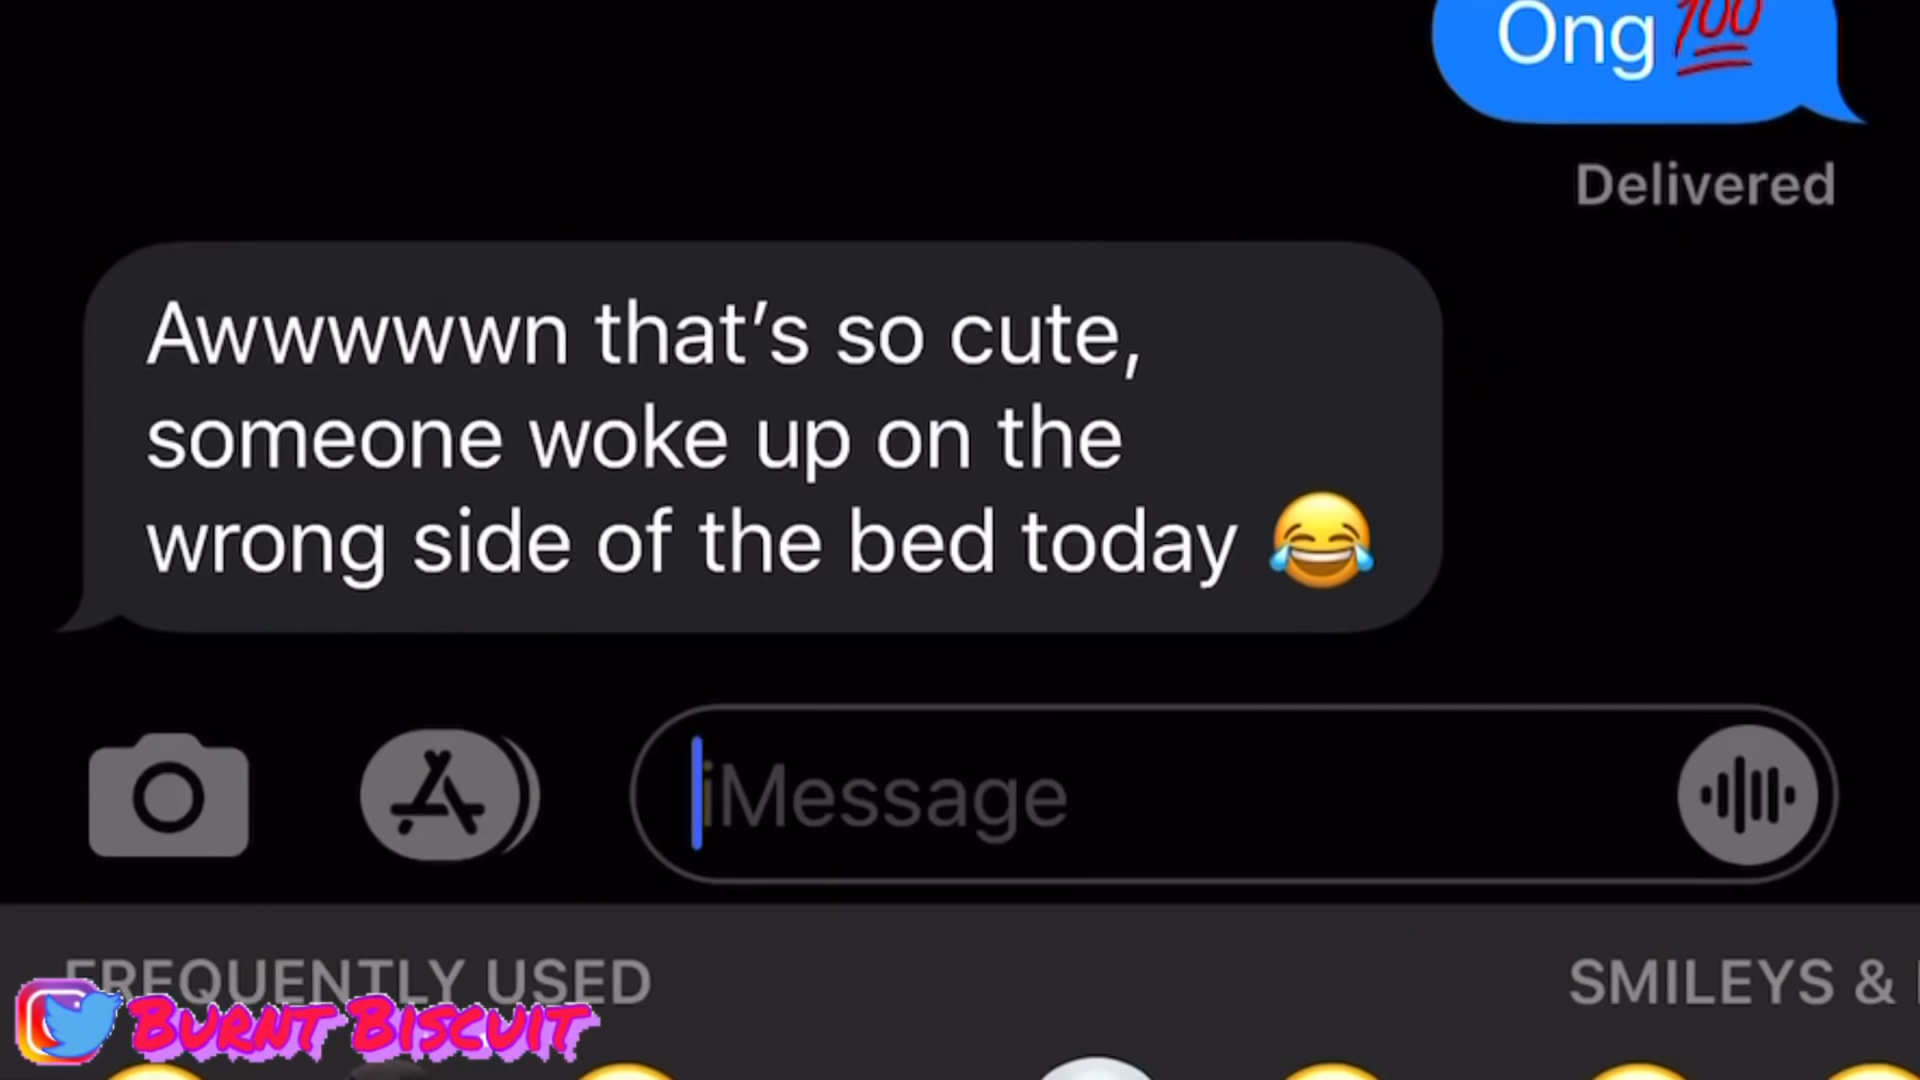 Ong💯
Delivered
Awwwwwn that’s so cute,
someone woke up on the
wrong side of the bed today 😂
iMessage
FREQUENTLY USED
SMILEYS &
BURNT BISCUIT